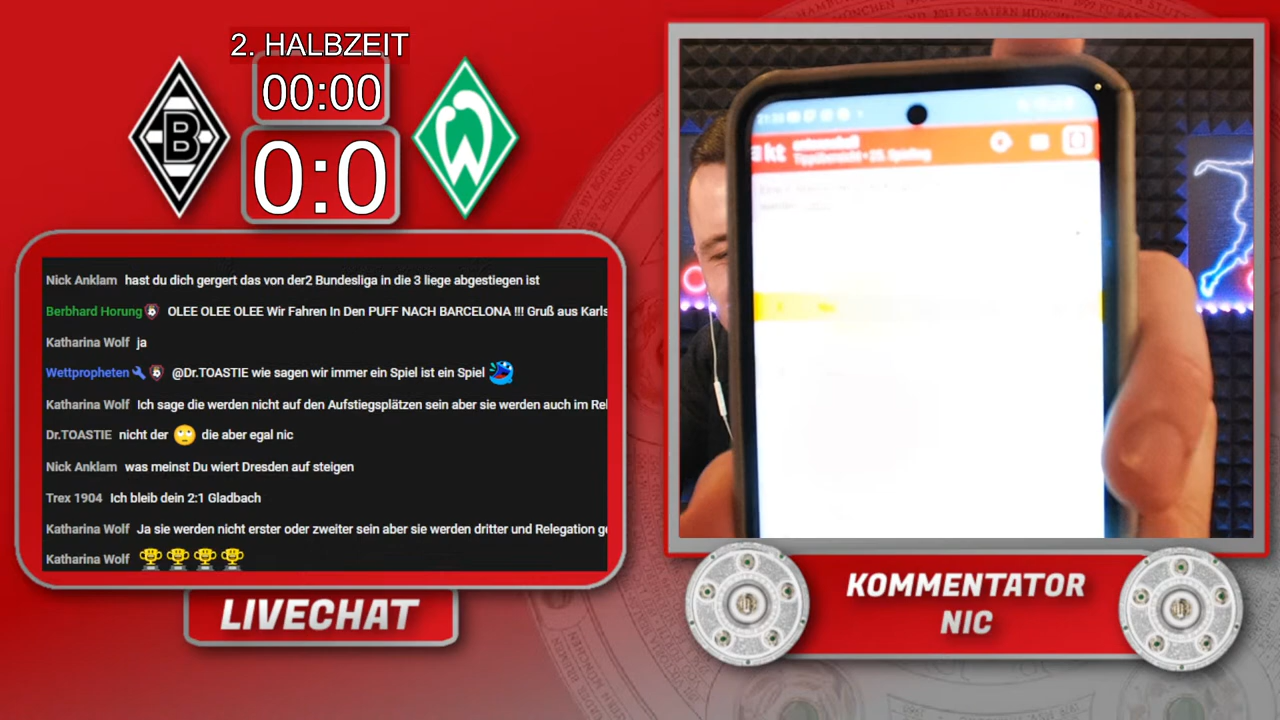 2. HALBZEIT
00:00
0:0
B
W
Nick Anklam hast du dich gergert das von der2 Bundesliga in die 3 liege abgestiegen ist
Berbhard Horung OLEE OLEE OLEE Wir Fahren In Den PUFF NACH BARCELONA !!! Gruß aus Karls
Katharina Wolf ja
Wettpropheten @Dr.TOASTIE wie sagen wir immer ein Spiel ist ein Spiel
Katharina Wolf Ich sage die werden nicht auf den Aufstiegsplätzen sein aber sie werden auch im Rel
Dr.TOASTIE nicht der die aber egal nic
Nick Anklam was meinst Du wiert Dresden auf steigen
Trex 1904 Ich bleib dein 2:1 Gladbach
Katharina Wolf Ja sie werden nicht erster oder zweiter sein aber sie werden dritter und Relegation ge
Katharina Wolf
LIVECHAT
kt
Tippübersicht • 25. Spieltag
KOMMENTATOR
NIC